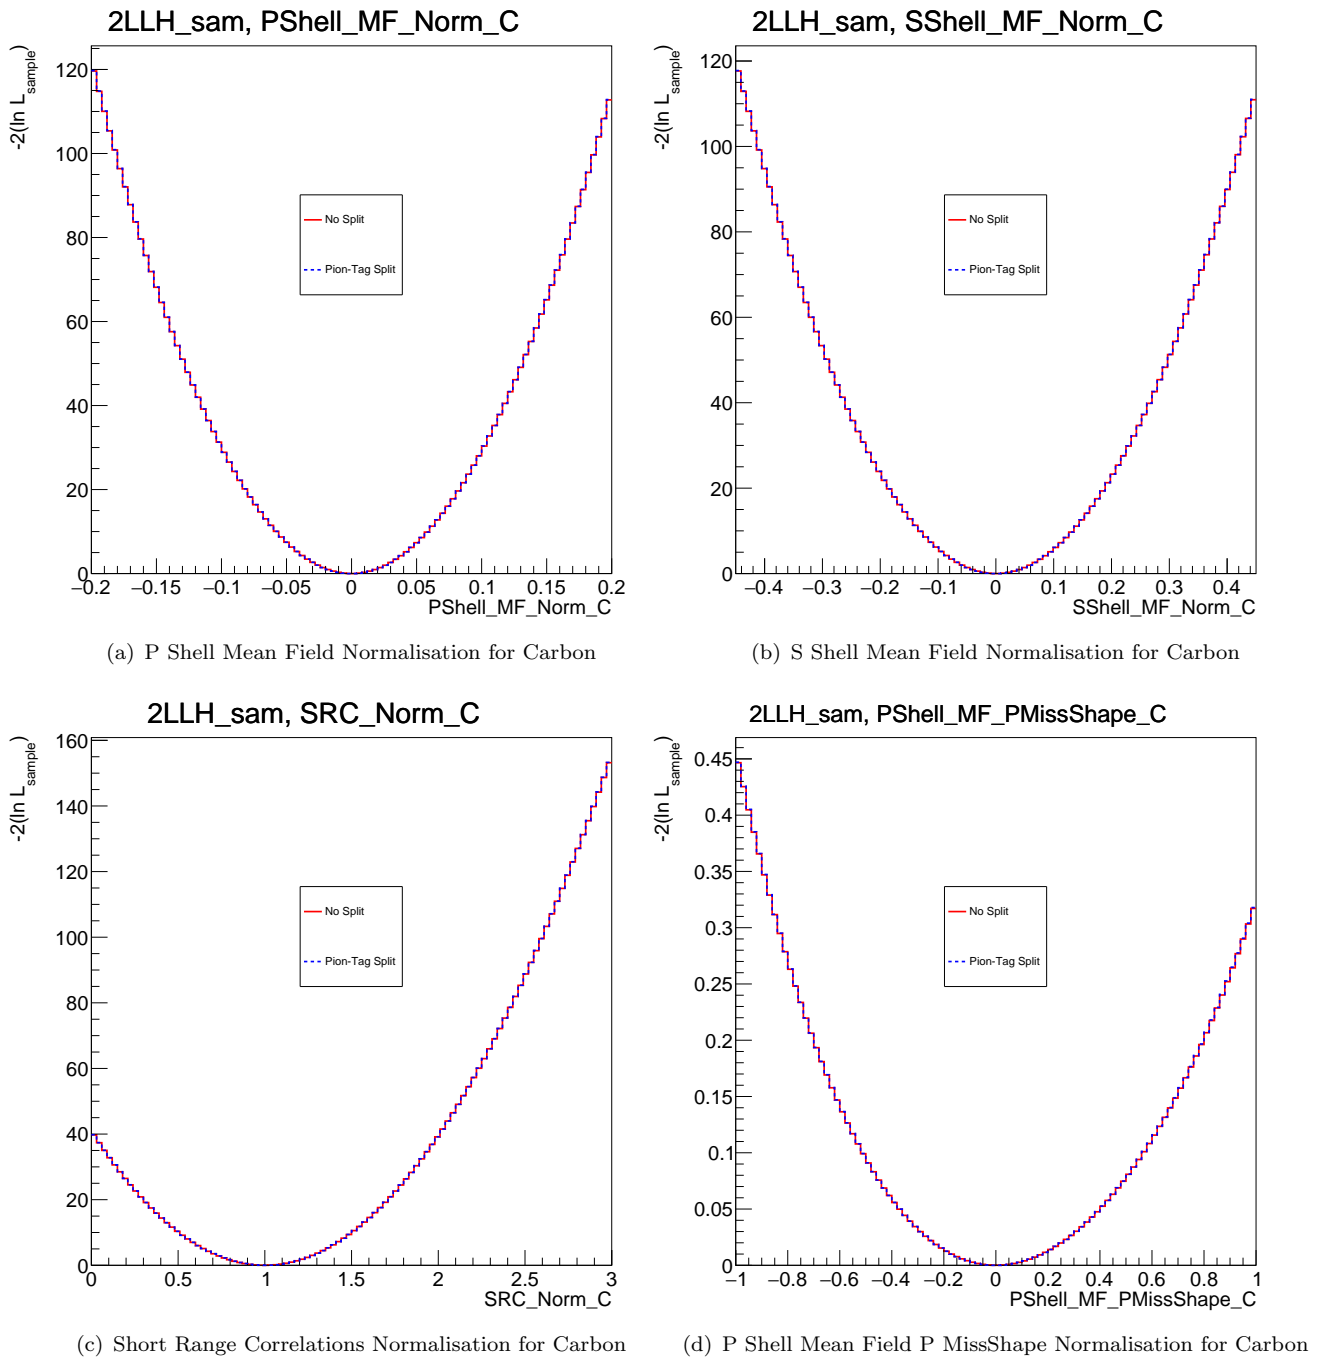 2LLH_sam, PShell_MF_Norm_C
-2(ln L_sample)
120
100
80
60
40
20
0
No Split
Pion-Tag Split
−0.2 −0.15 −0.1 −0.05 0 0.05 0.1 0.15 0.2
PShell_MF_Norm_C
(a) P Shell Mean Field Normalisation for Carbon
2LLH_sam, SShell_MF_Norm_C
-2(ln L_sample)
120
100
80
60
40
20
0
No Split
Pion-Tag Split
−0.4 −0.3 −0.2 −0.1 0 0.1 0.2 0.3 0.4
SShell_MF_Norm_C
(b) S Shell Mean Field Normalisation for Carbon
2LLH_sam, SRC_Norm_C
-2(ln L_sample)
160
140
120
100
80
60
40
20
0
No Split
Pion-Tag Split
0 0.5 1 1.5 2 2.5 3
SRC_Norm_C
(c) Short Range Correlations Normalisation for Carbon
2LLH_sam, PShell_MF_PMissShape_C
-2(ln L_sample)
0.45
0.4
0.35
0.3
0.25
0.2
0.15
0.1
0.05
0
No Split
Pion-Tag Split
−1 −0.8 −0.6 −0.4 −0.2 0 0.2 0.4 0.6 0.8 1
PShell_MF_PMissShape_C
(d) P Shell Mean Field P MissShape Normalisation for Carbon